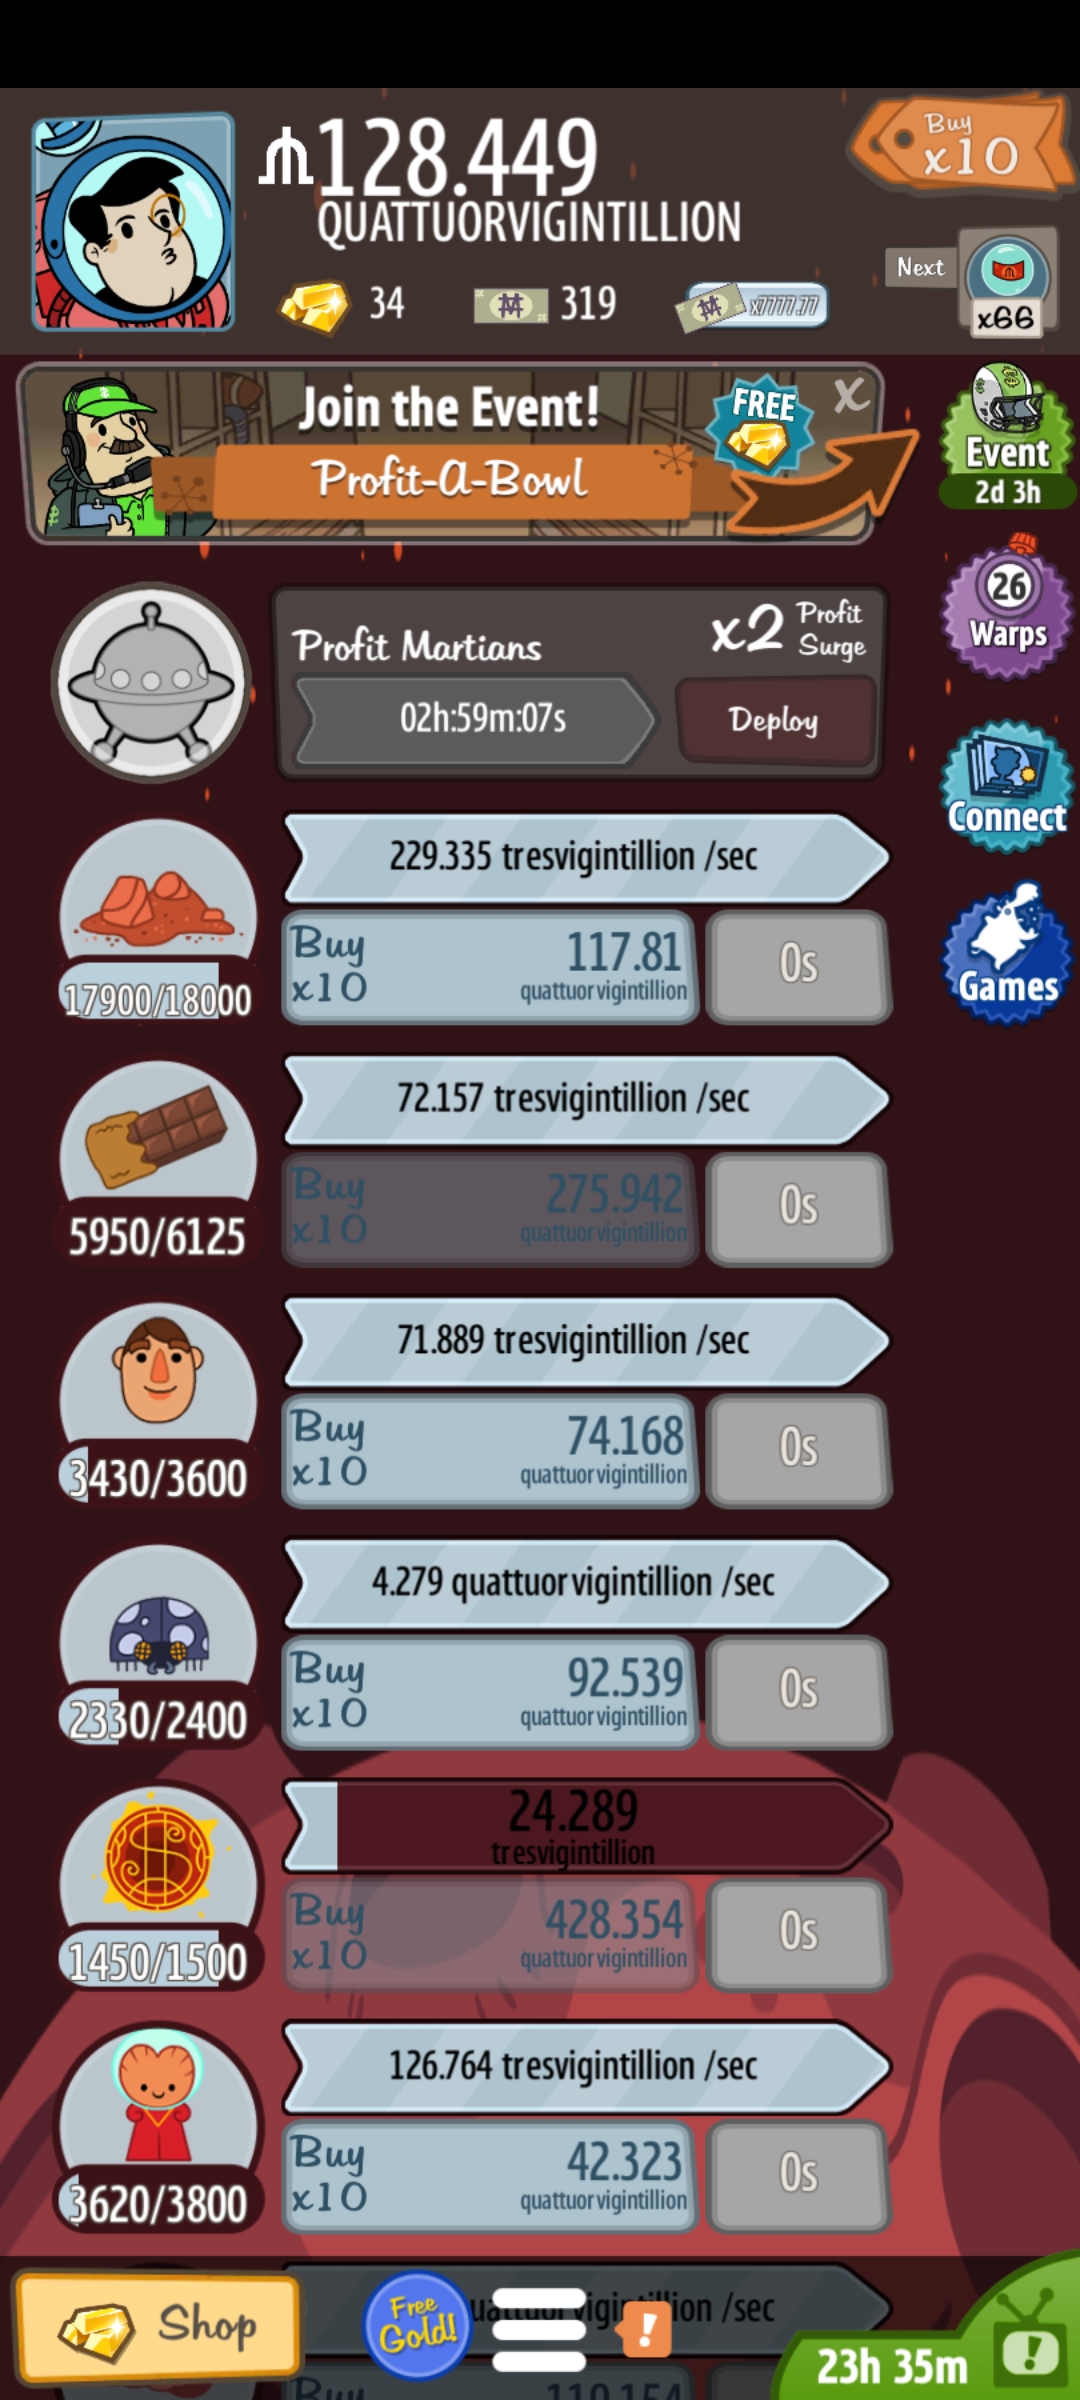 128.449
QUATTUORVIGINTILLION
Buy
x10
34
319
x7777.77
Next
x66
Join the Event!
Profit-A-Bowl
FREE
X
Event
2d 3h
Profit Martians
x2 Profit Surge
02h:59m:07s
Deploy
26
Warps
Connect
Games
229.335 tresvigintillion /sec
17900/18000
Buy x10
117.81
quattuorvigintillion
0s
72.157 tresvigintillion /sec
5950/6125
Buy x10
275.942
quattuorvigintillion
0s
71.889 tresvigintillion /sec
3430/3600
Buy x10
74.168
quattuorvigintillion
0s
4.279 quattuorvigintillion /sec
2330/2400
Buy x10
92.539
quattuorvigintillion
0s
24.289
tresvigintillion
1450/1500
Buy x10
428.354
quattuorvigintillion
0s
126.764 tresvigintillion /sec
3620/3800
Buy x10
42.323
quattuorvigintillion
0s
Shop
Free Gold!
/sec
!
23h 35m
!